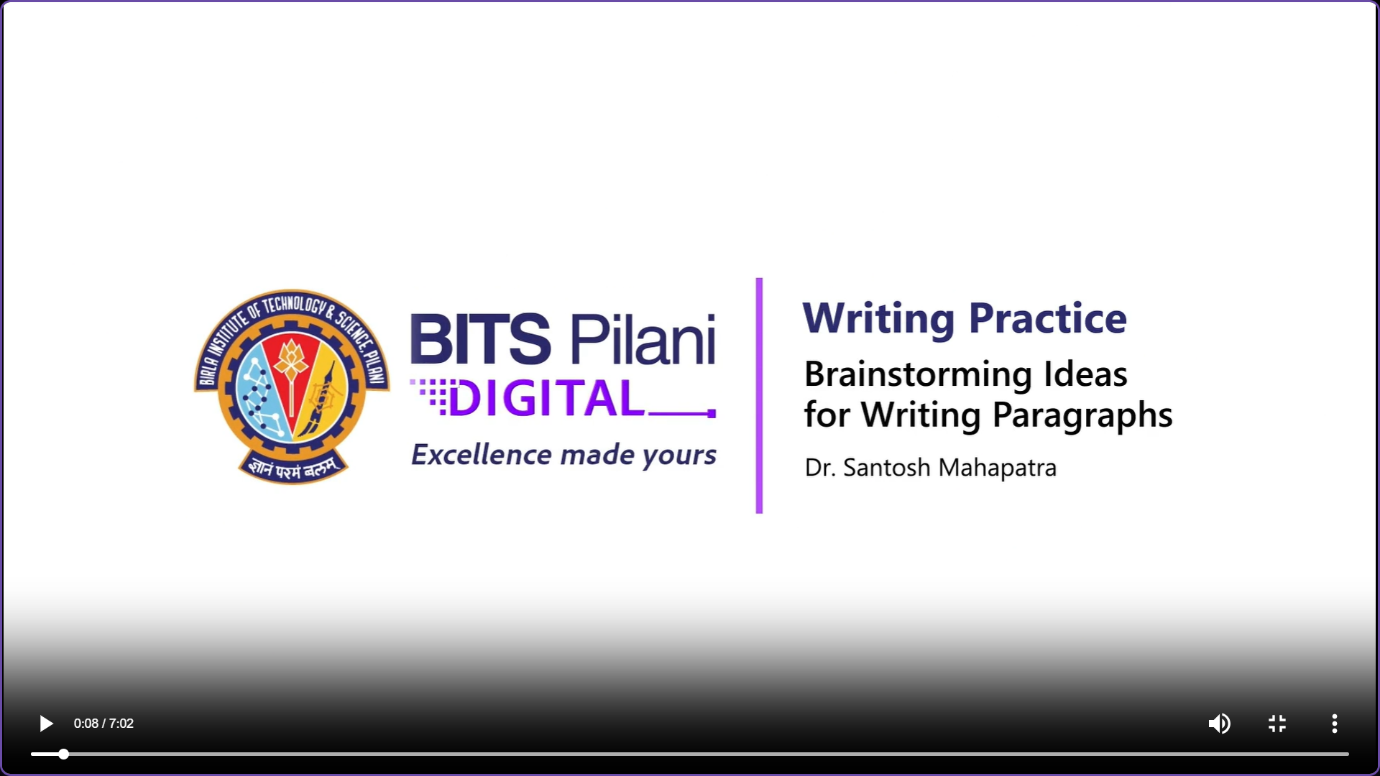 BIRLA INSTITUTE OF TECHNOLOGY & SCIENCE, PILANI
ज्ञानं परमं बलम्
BITS Pilani
DIGITAL
Excellence made yours
Writing Practice
Brainstorming Ideas
for Writing Paragraphs
Dr. Santosh Mahapatra
0:08 / 7:02